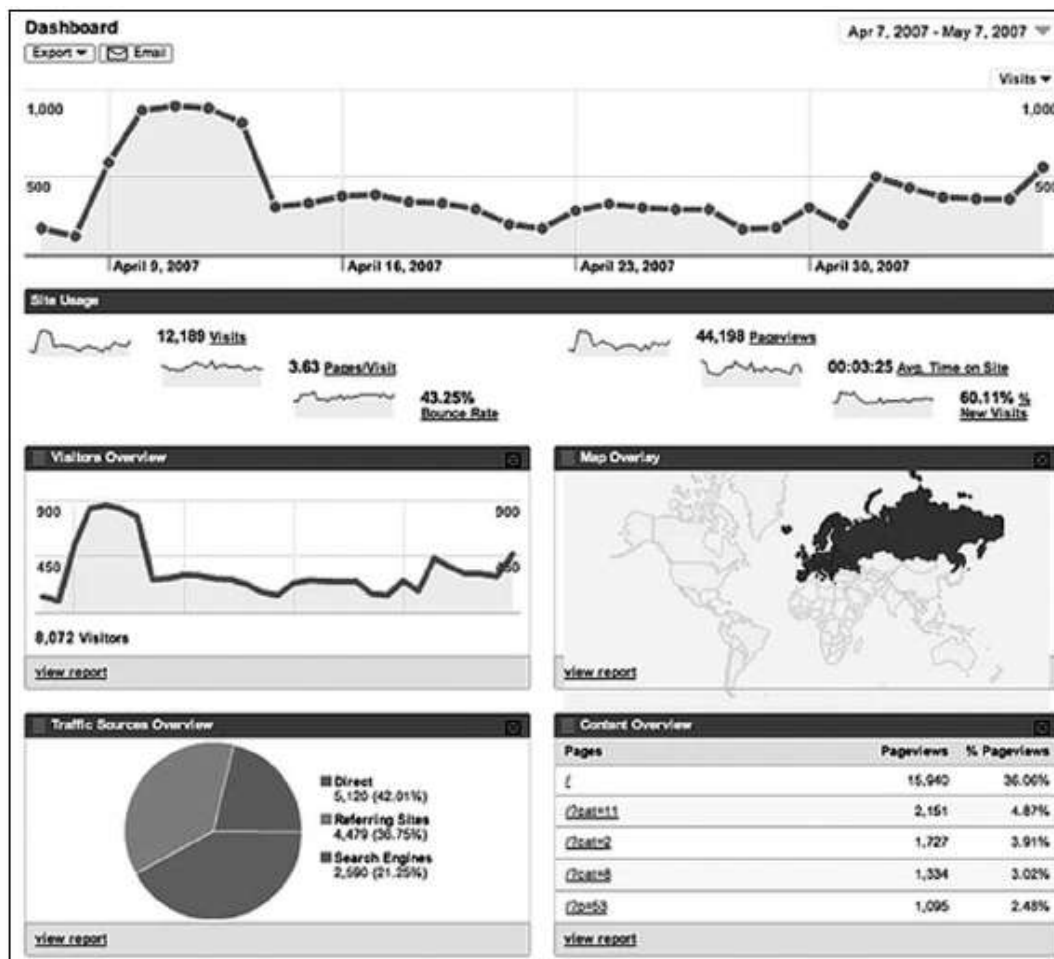 Dashboard
Apr 7, 2007 - May 7, 2007
Export Email
Visits
1,000 1,000
500 500
April 9, 2007 April 16, 2007 April 23, 2007 April 30, 2007
Site Usage
12,189 Visits
3.63 Pages/Visit
43.25%
Bounce Rate
44,198 Pageviews
00:03:25 Avg. Time on Site
60.11% %
New Visits
Visitors Overview
900 900
450 450
8,072 Visitors
view report
Map Overlay
view report
Traffic Sources Overview
Direct
5,120 (42.01%)
Referring Sites
4,479 (36.75%)
Search Engines
2,590 (21.25%)
view report
Content Overview
Pages Pageviews % Pageviews
/ 15,940 36.06%
/?cat=11 2,151 4.87%
/?cat=2 1,727 3.91%
/?cat=8 1,334 3.02%
/?p=53 1,095 2.48%
view report